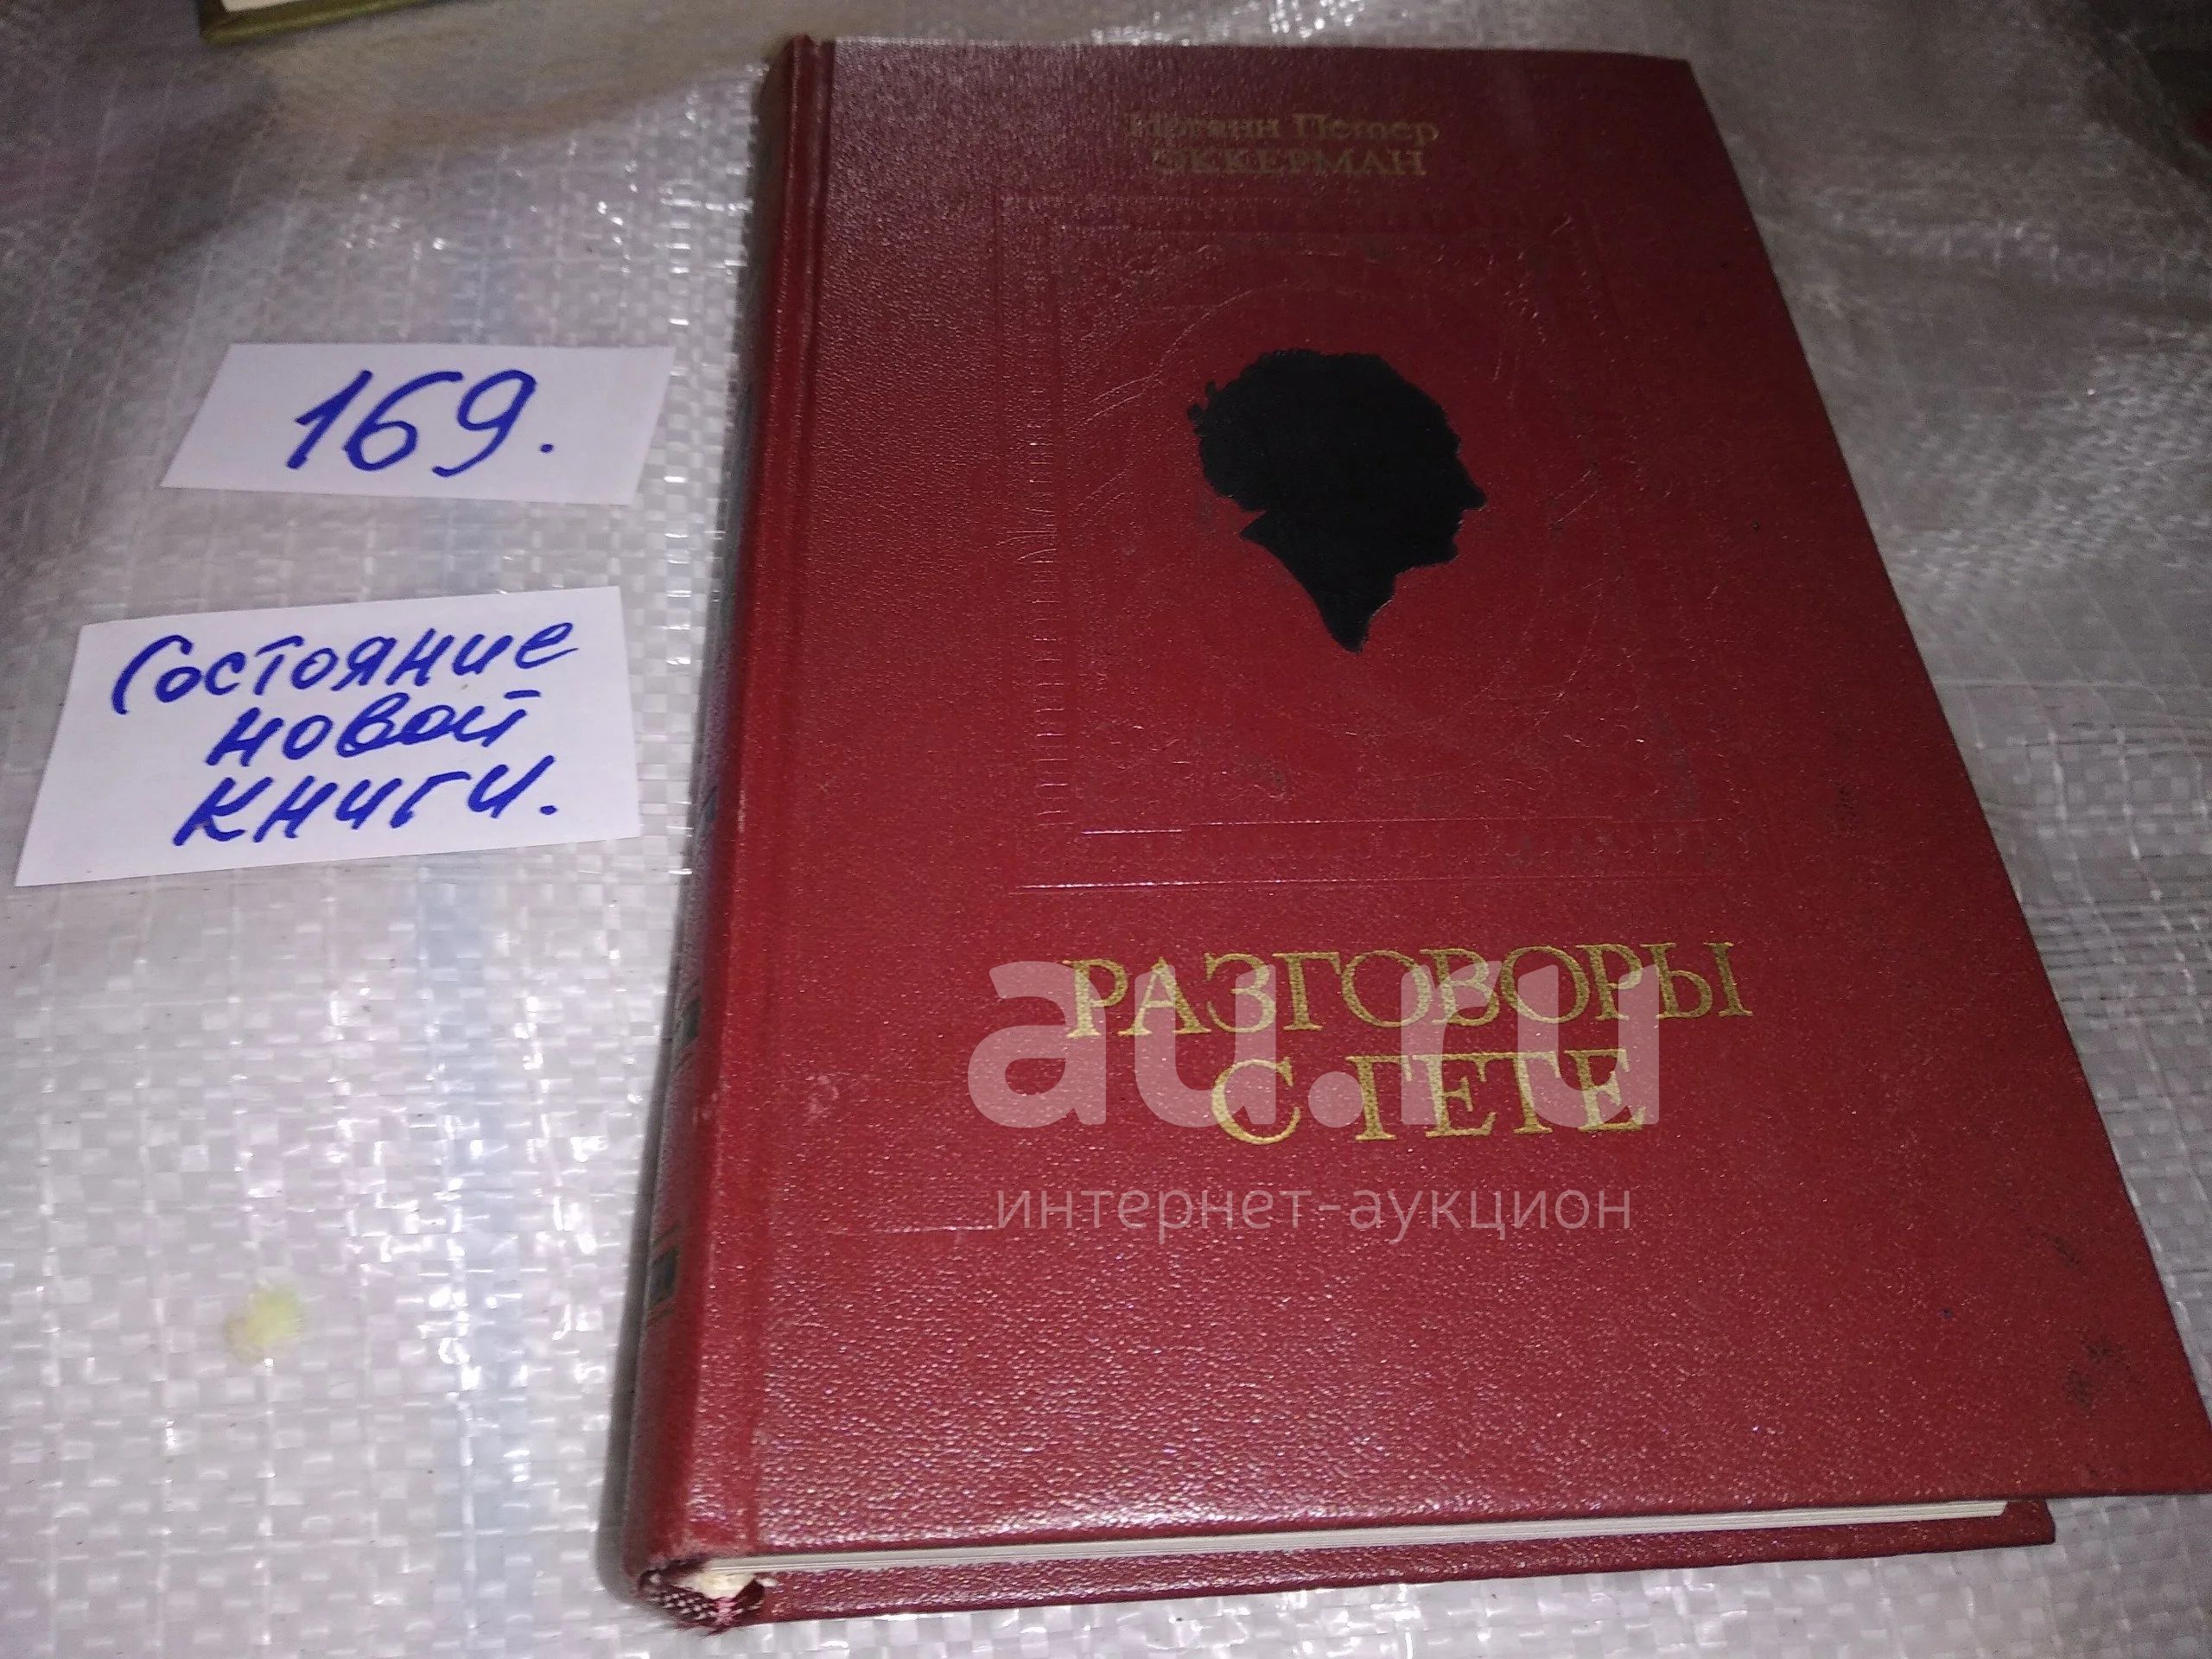 Иоганн Петер
ЭККЕРМАН
169.
Состояние
новой
книги.
РАЗГОВОРЫ
С ГЕТЕ
au.ru
интернет-аукцион